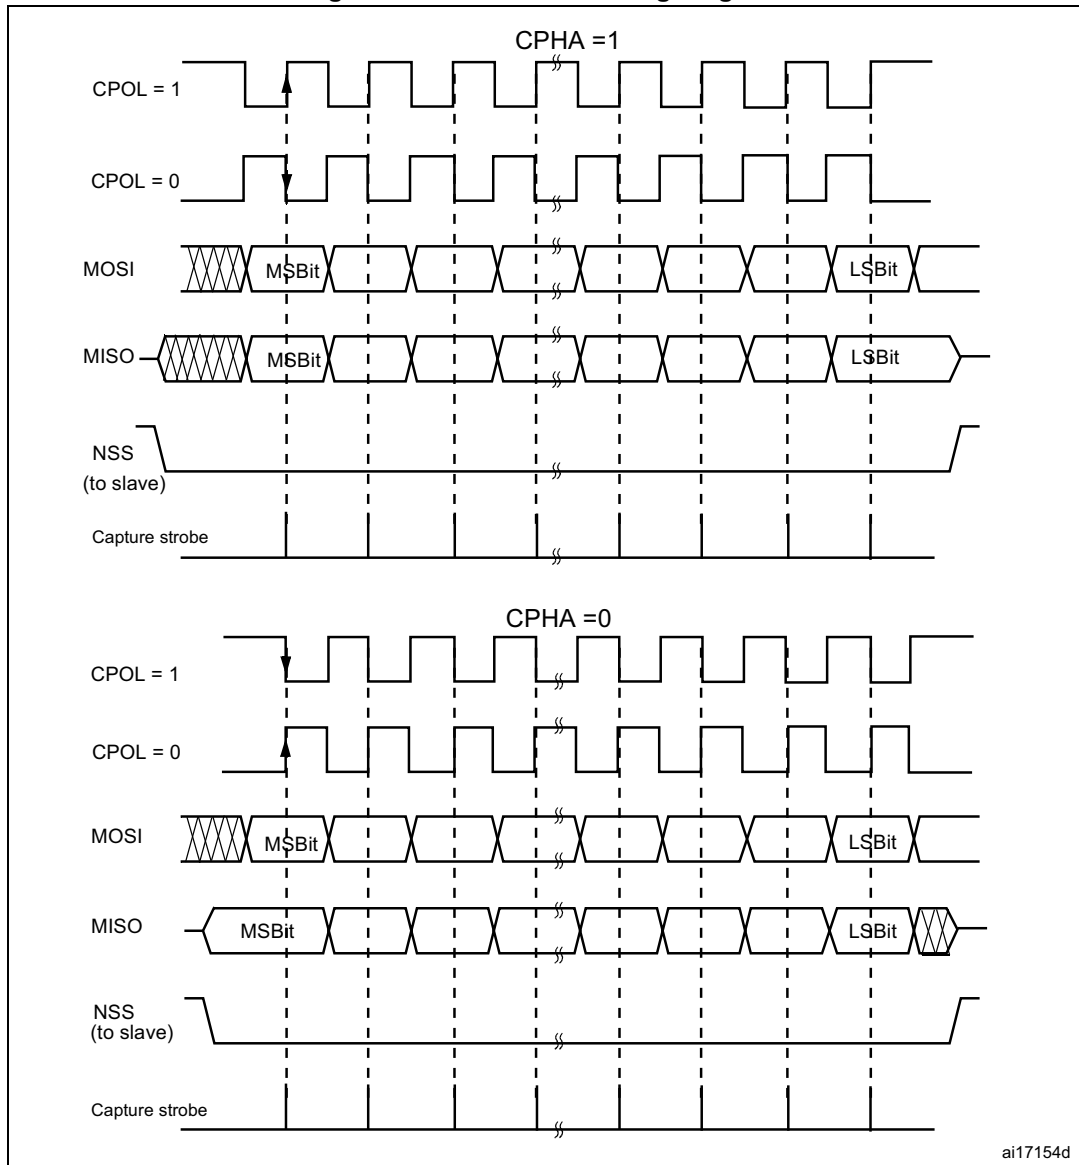 CPHA =1
CPOL = 1
CPOL = 0
MOSI
MSBit
LSBit
MISO
MSBit
LSBit
NSS
(to slave)
Capture strobe
CPHA =0
CPOL = 1
CPOL = 0
MOSI
MSBit
LSBit
MISO
MSBit
LSBit
NSS
(to slave)
Capture strobe
ai17154d